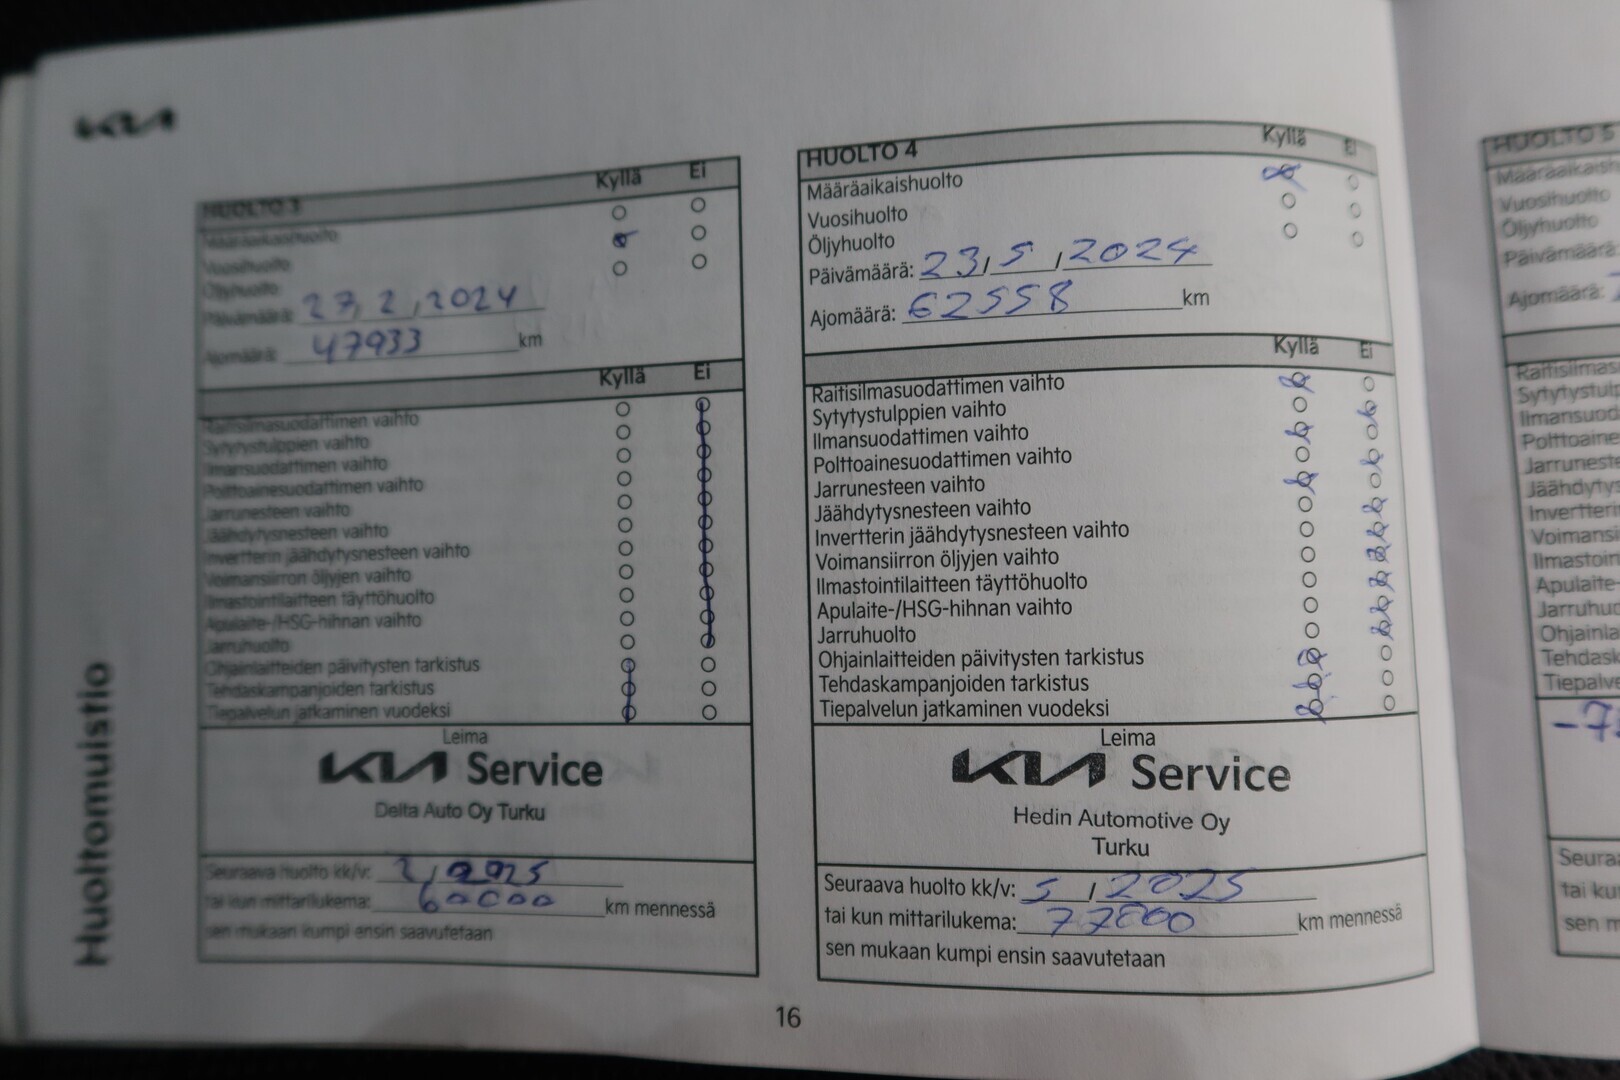 KIA
Huoltomuistio
HUOLTO 3
Kyllä Ei
Määräaikaishuolto
Vuosihuolto
Öljyhuolto
Päivämäärä: 27, 2, 2024
Ajomäärä: 47933 km
Kyllä Ei
Raitisilmasuodattimen vaihto
Sytytystulppien vaihto
Ilmansuodattimen vaihto
Polttoainesuodattimen vaihto
Jarrunesteen vaihto
Jäähdytysnesteen vaihto
Invertterin jäähdytysnesteen vaihto
Voimansiirron öljyjen vaihto
Ilmastointilaitteen täyttöhuolto
Apulaite-/HSG-hihnan vaihto
Jarruhuolto
Ohjainlaitteiden päivitysten tarkistus
Tehdaskampanjoiden tarkistus
Tiepalvelun jatkaminen vuodeksi
Leima
KIA Service
Delta Auto Oy Turku
Seuraava huolto kk/v: 2, 2025
tai kun mittarilukema: 60000 km mennessä
sen mukaan kumpi ensin saavutetaan
HUOLTO 4
Kyllä Ei
Määräaikaishuolto
Vuosihuolto
Öljyhuolto
Päivämäärä: 23, 5, 2024
Ajomäärä: 62558 km
Kyllä Ei
Raitisilmasuodattimen vaihto
Sytytystulppien vaihto
Ilmansuodattimen vaihto
Polttoainesuodattimen vaihto
Jarrunesteen vaihto
Jäähdytysnesteen vaihto
Invertterin jäähdytysnesteen vaihto
Voimansiirron öljyjen vaihto
Ilmastointilaitteen täyttöhuolto
Apulaite-/HSG-hihnan vaihto
Jarruhuolto
Ohjainlaitteiden päivitysten tarkistus
Tehdaskampanjoiden tarkistus
Tiepalvelun jatkaminen vuodeksi
Leima
KIA Service
Hedin Automotive Oy
Turku
Seuraava huolto kk/v: 5 / 2025
tai kun mittarilukema: 77000 km mennessä
sen mukaan kumpi ensin saavutetaan
16
HUOLTO 5
Vuosihuolto
Öljyhuolto
Päivämäärä:
Ajomäärä: